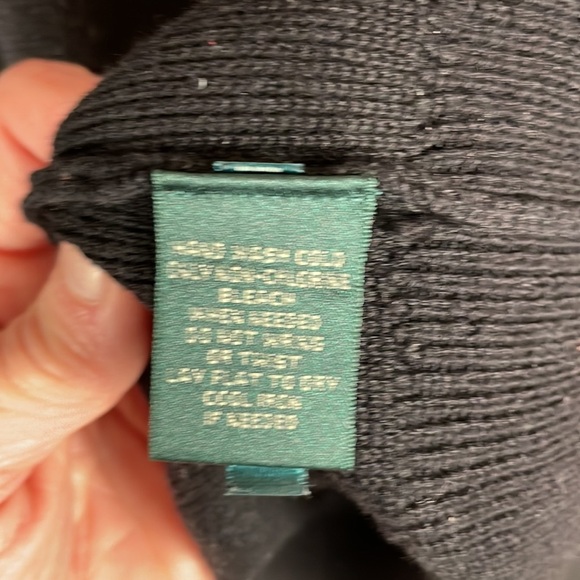 HAND WASH COLD
ONLY NON-CHLORINE
BLEACH
WHEN NEEDED
DO NOT WRING
OR TWIST
LAY FLAT TO DRY
COOL IRON
IF NEEDED